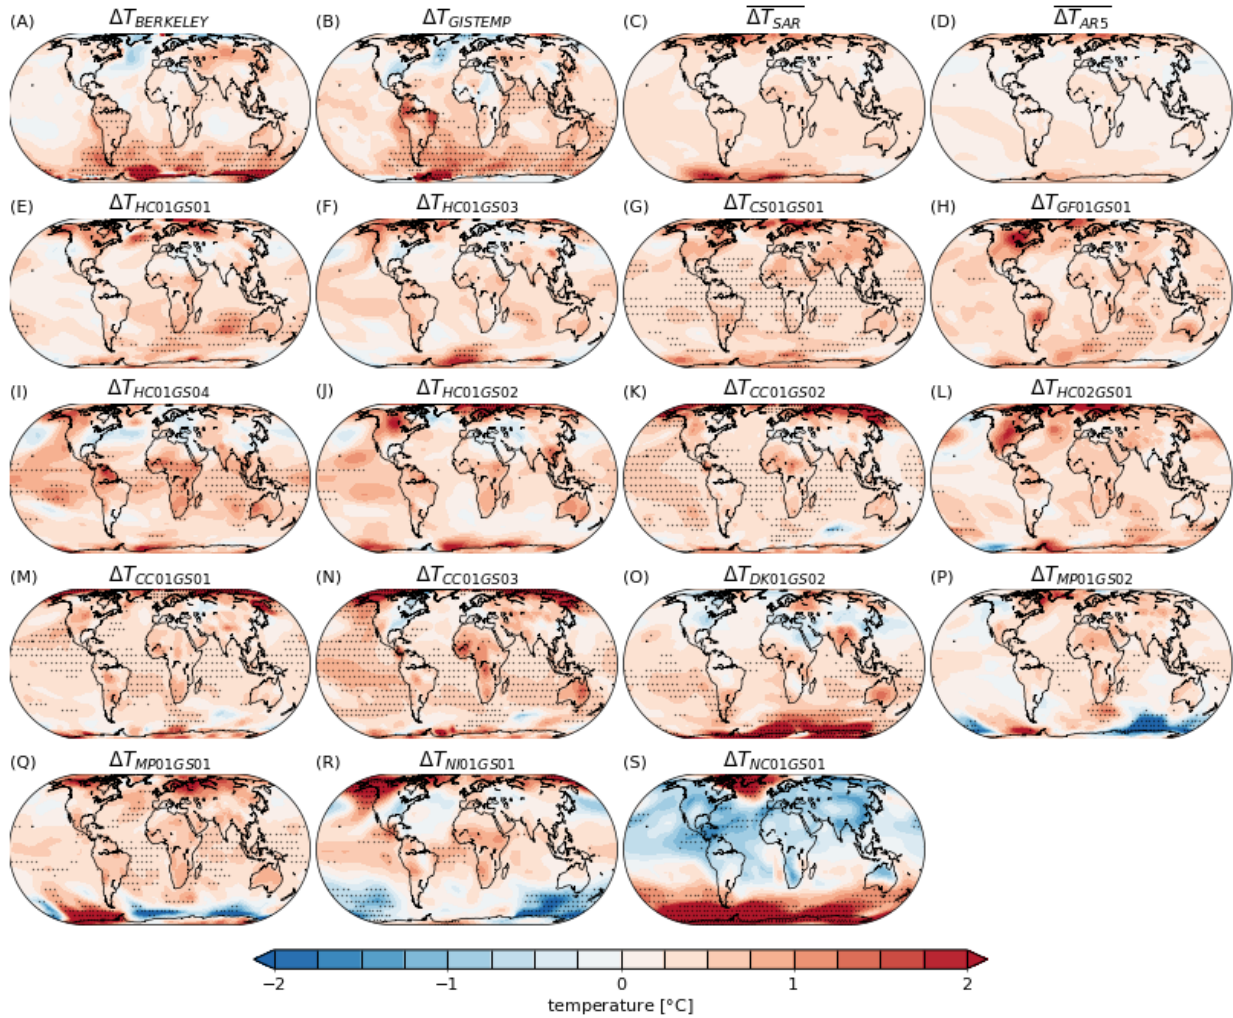 (A) ΔT_BERKELEY (B) ΔT_GISTEMP (C) ΔT_SAR (D) ΔT_AR5
(E) ΔT_HC01GS01 (F) ΔT_HC01GS03 (G) ΔT_CS01GS01 (H) ΔT_GF01GS01
(I) ΔT_HC01GS04 (J) ΔT_HC01GS02 (K) ΔT_CC01GS02 (L) ΔT_HC02GS01
(M) ΔT_CC01GS01 (N) ΔT_CC01GS03 (O) ΔT_DK01GS02 (P) ΔT_MP01GS02
(Q) ΔT_MP01GS01 (R) ΔT_NI01GS01 (S) ΔT_NC01GS01
−2 −1 0 1 2
temperature [°C]